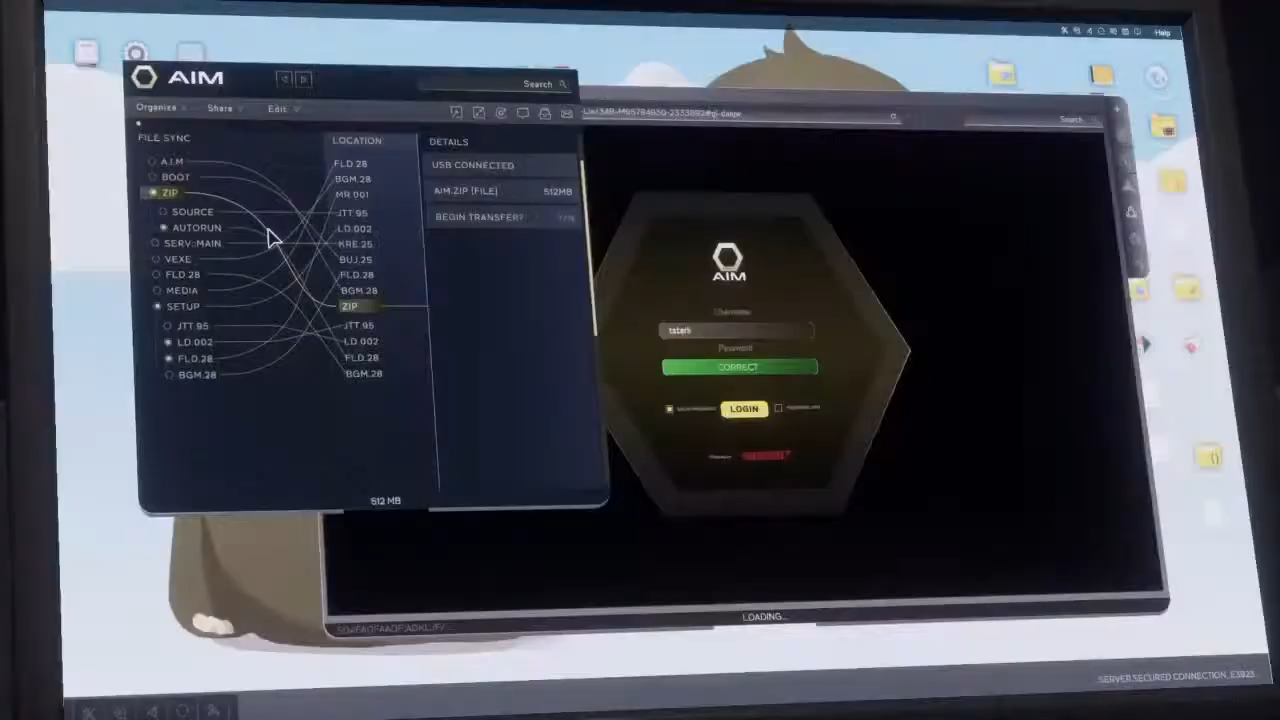 Help
AIM
Search
Organize
Share
Edit
Search
FILE SYNC
LOCATION
DETAILS
A.I.M
BOOT
ZIP
SOURCE
AUTORUN
SERV::MAIN
VEXE
FLD.28
MEDIA
SETUP
JTT.95
LD.002
FLD.28
BGM.28
FLD.28
BGM.28
MR.001
JTT.95
LD.002
KRE.25
BUJ.25
FLD.28
BGM.28
ZIP
JTT.95
LD.002
FLD.28
BGM.28
USB CONNECTED
AIM.ZIP [FILE] 512MB
BEGIN TRANSFER?
512 MB
AIM
Username
Password
CORRECT
LOGIN
LOADING...
SERVER.SECURED CONNECTION_E3923